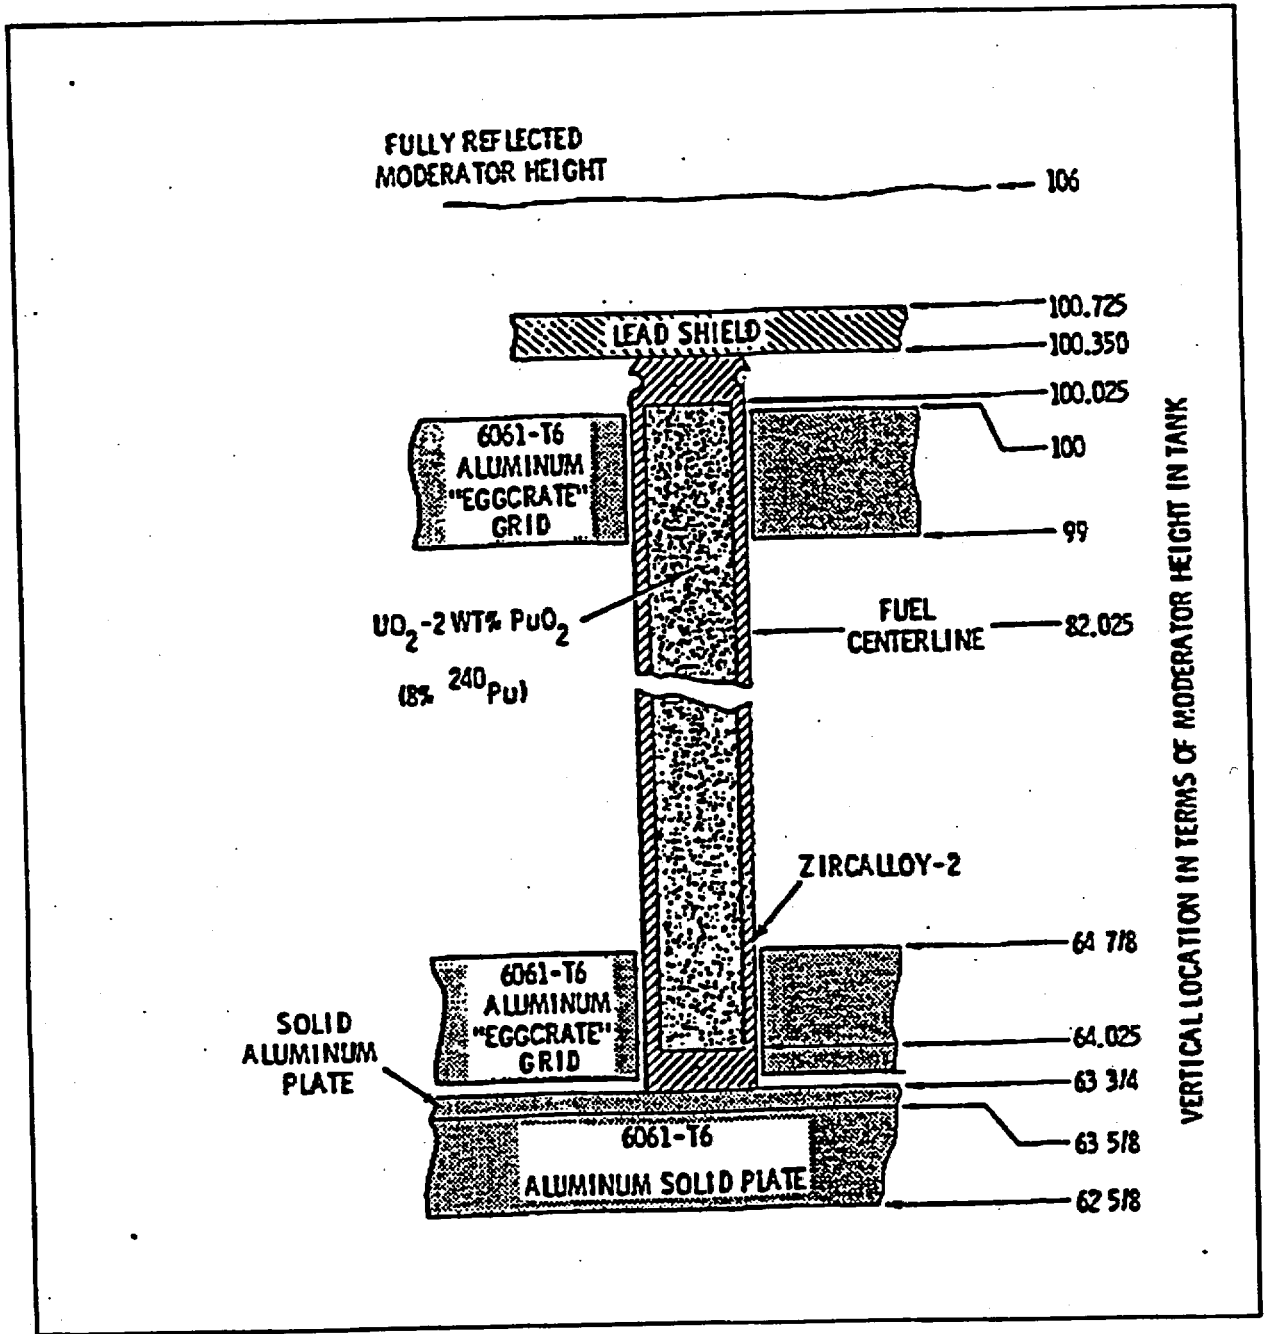 FULLY REFLECTED
MODERATOR HEIGHT
106
100.725
LEAD SHIELD
100.350
100.025
6061-T6
ALUMINUM
"EGGCRATE"
GRID
100
99
UO₂-2 WT% PuO₂
(8% ²⁴⁰Pu)
FUEL
CENTERLINE
82.025
ZIRCALLOY-2
64 7/8
6061-T6
ALUMINUM
"EGGCRATE"
GRID
SOLID
ALUMINUM
PLATE
64.025
63 3/4
63 5/8
6061-T6
ALUMINUM SOLID PLATE
62 5/8
VERTICAL LOCATION IN TERMS OF MODERATOR HEIGHT IN TANK